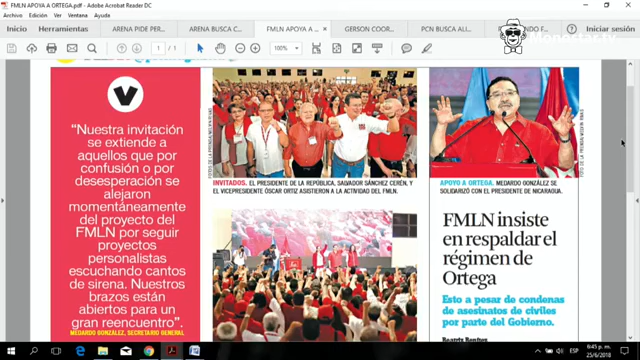 FMLN APOYA A ORTEGA.pdf - Adobe Acrobat Reader DC
Archivo Edición Ver Ventana Ayuda
Inicio Herramientas ARENA PIDE PER... ARENA BUSCA C... FMLN APOYA A ... × GERSON COOR... PCN BUSCA ALI... Iniciar sesión
1 / 1 100%
Monostar.tv
V
“Nuestra invitación
se extiende a
aquellos que por
confusión o por
desesperación se
alejaron
momentáneamente
del proyecto del
FMLN por seguir
proyectos
personalistas
escuchando cantos
de sirena. Nuestros
brazos están
abiertos para un
gran reencuentro”.
MEDARDO GONZÁLEZ, SECRETARIO GENERAL
INVITADOS. EL PRESIDENTE DE LA REPÚBLICA, SALVADOR SÁNCHEZ CERÉN, Y
EL VICEPRESIDENTE ÓSCAR ORTIZ ASISTIERON A LA ACTIVIDAD DEL FMLN.
APOYO A ORTEGA. MEDARDO GONZÁLEZ SE
SOLIDARIZÓ CON EL PRESIDENTE DE NICARAGUA.
FMLN insiste
en respaldar el
régimen de
Ortega
Esto a pesar de condenas
de asesinatos de civiles
por parte del Gobierno.
Beatriz Benítez
ESP 8:45 p. m.
25/6/2018